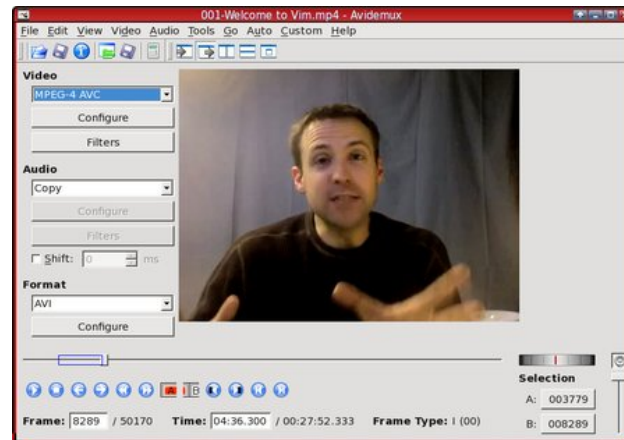 001-Welcome to Vim.mp4 - Avidemux
File Edit View Video Audio Tools Go Auto Custom Help
Video
MPEG-4 AVC
Configure
Filters
Audio
Copy
Configure
Filters
Shift: 0 ms
Format
AVI
Configure
A B
Selection
A: 003779
Frame: 8289 / 50170 Time: 04:36.300 / 00:27:52.333 Frame Type: I (00)
B: 008289